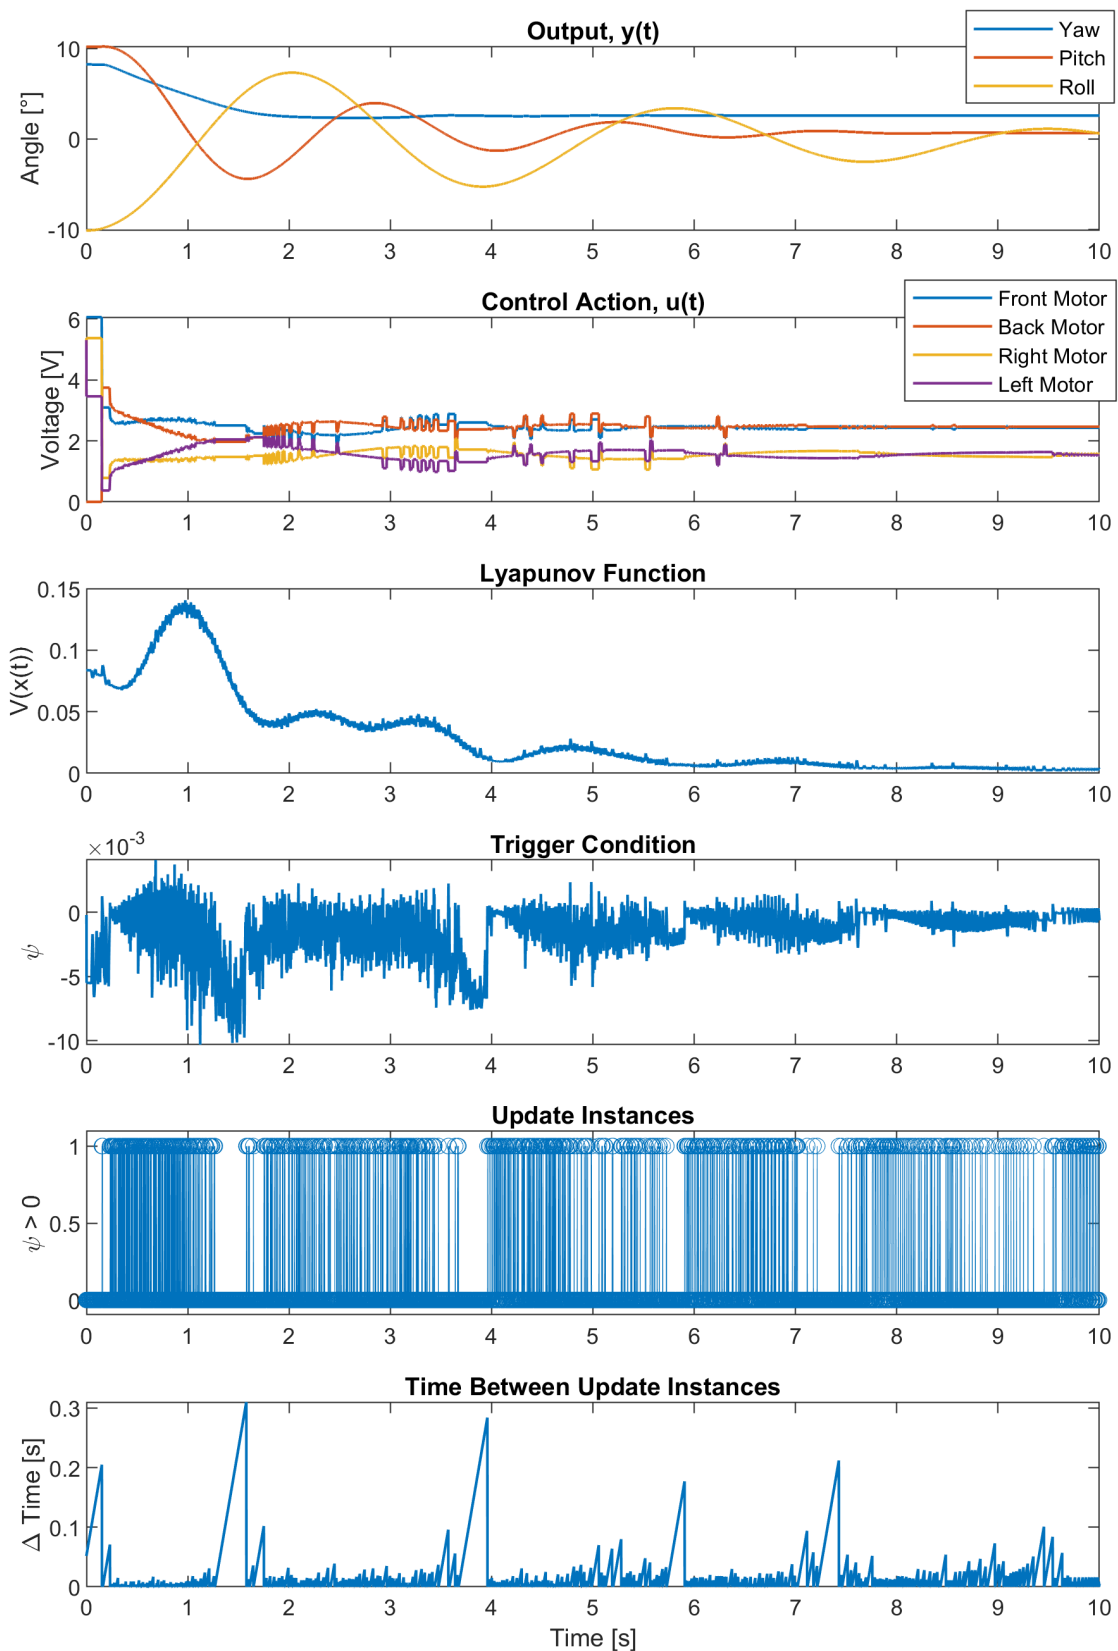 Output, y(t)
Yaw
Pitch
Roll
Angle [°]
10
0
-10
0 1 2 3 4 5 6 7 8 9 10
Control Action, u(t)
Front Motor
Back Motor
Right Motor
Left Motor
Voltage [V]
6
4
2
0
0 1 2 3 4 5 6 7 8 9 10
Lyapunov Function
V(x(t))
0.15
0.1
0.05
0
0 1 2 3 4 5 6 7 8 9 10
Trigger Condition
×10⁻³
ψ
0
-5
-10
0 1 2 3 4 5 6 7 8 9 10
Update Instances
ψ > 0
1
0.5
0
0 1 2 3 4 5 6 7 8 9 10
Time Between Update Instances
Δ Time [s]
0.3
0.2
0.1
0
0 1 2 3 4 5 6 7 8 9 10
Time [s]